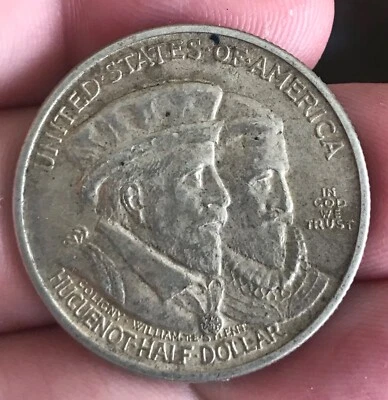 UNITED·STATES·OF·AMERICA
IN
GOD
WE
TRUST
COLIGNY WILLIAM·THE·SILENT
HUGUENOT·HALF·DOLLAR